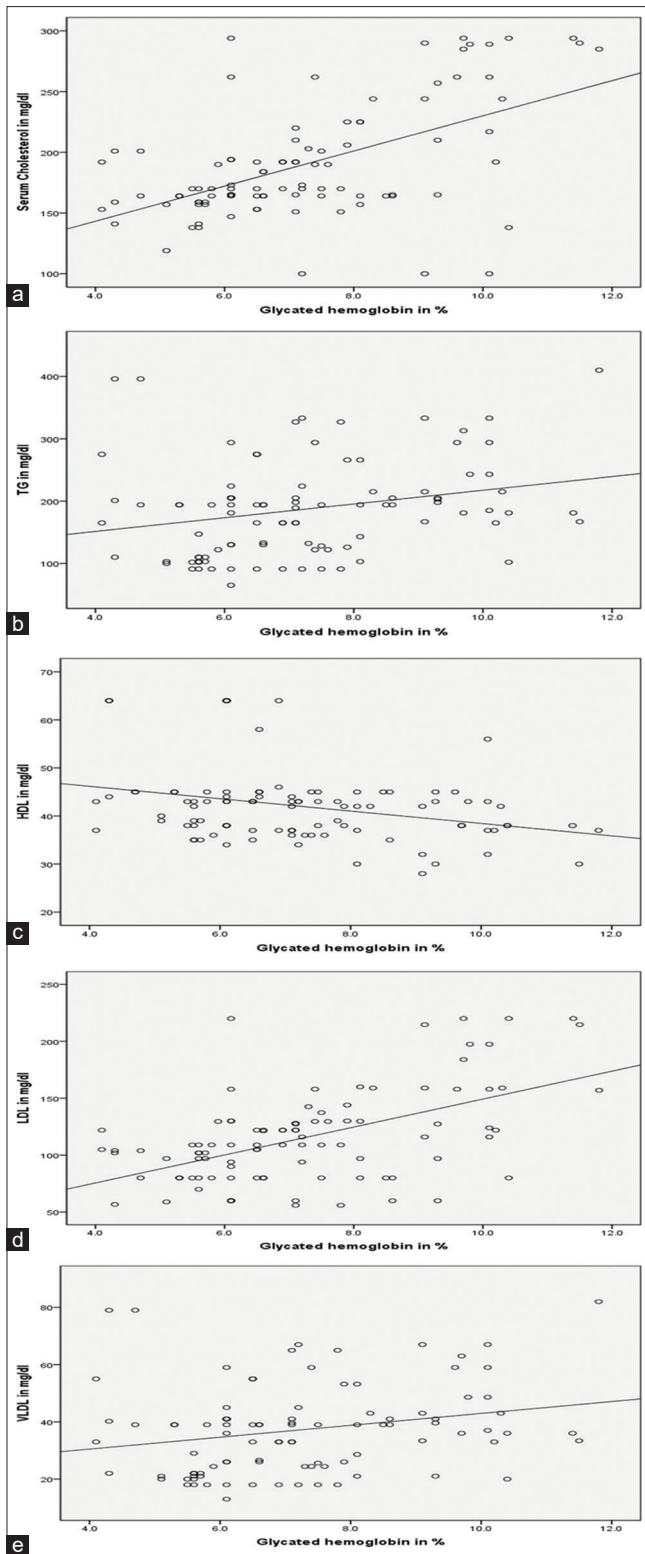 300
250
200
150
100
Serum Cholesterol in mg/dl
4.0 6.0 8.0 10.0 12.0
Glycated hemoglobin in %
a
400
300
200
100
TG in mg/dl
4.0 6.0 8.0 10.0 12.0
Glycated hemoglobin in %
b
70
60
50
40
30
20
HDL in mg/dl
4.0 6.0 8.0 10.0 12.0
Glycated hemoglobin in %
c
250
200
150
100
50
LDL in mg/dl
4.0 6.0 8.0 10.0 12.0
Glycated hemoglobin in %
d
80
60
40
20
VLDL in mg/dl
4.0 6.0 8.0 10.0 12.0
Glycated hemoglobin in %
e